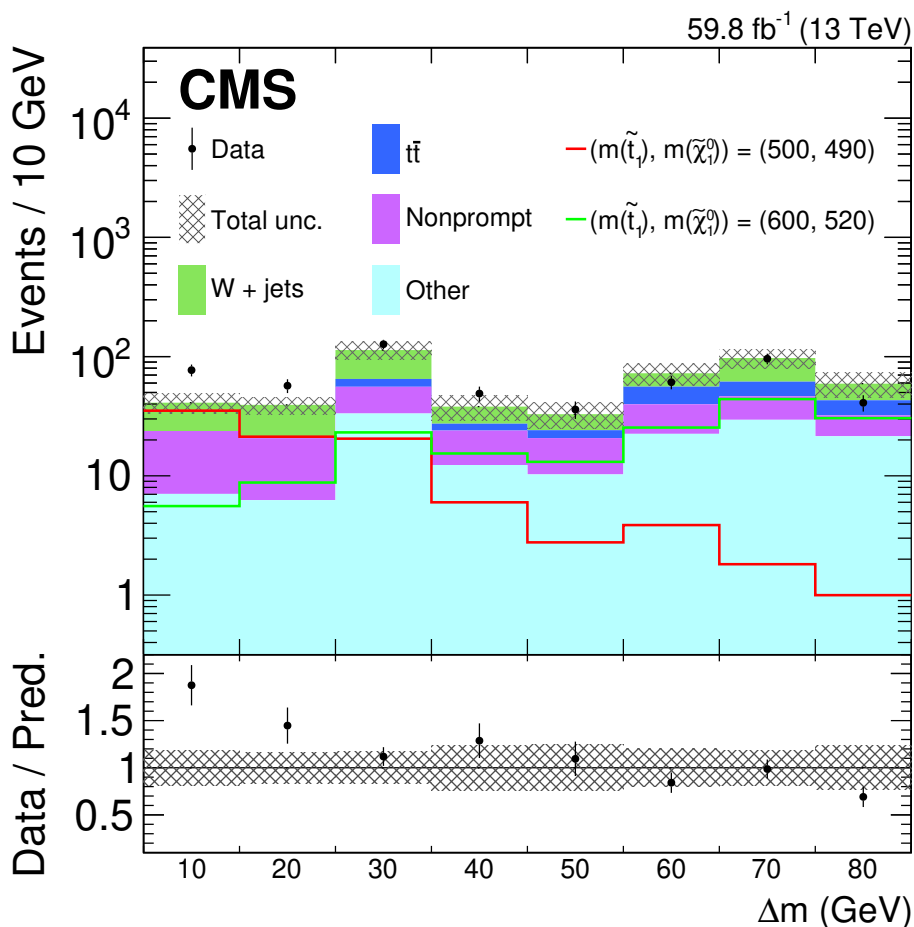 59.8 fb⁻¹ (13 TeV)
CMS
Data
tt̄
(m(t̃₁), m(χ̃₁⁰)) = (500, 490)
Total unc.
Nonprompt
(m(t̃₁), m(χ̃₁⁰)) = (600, 520)
W + jets
Other
Events / 10 GeV
10⁴
10³
10²
10
1
Data / Pred.
2
1.5
1
0.5
10 20 30 40 50 60 70 80
Δm (GeV)